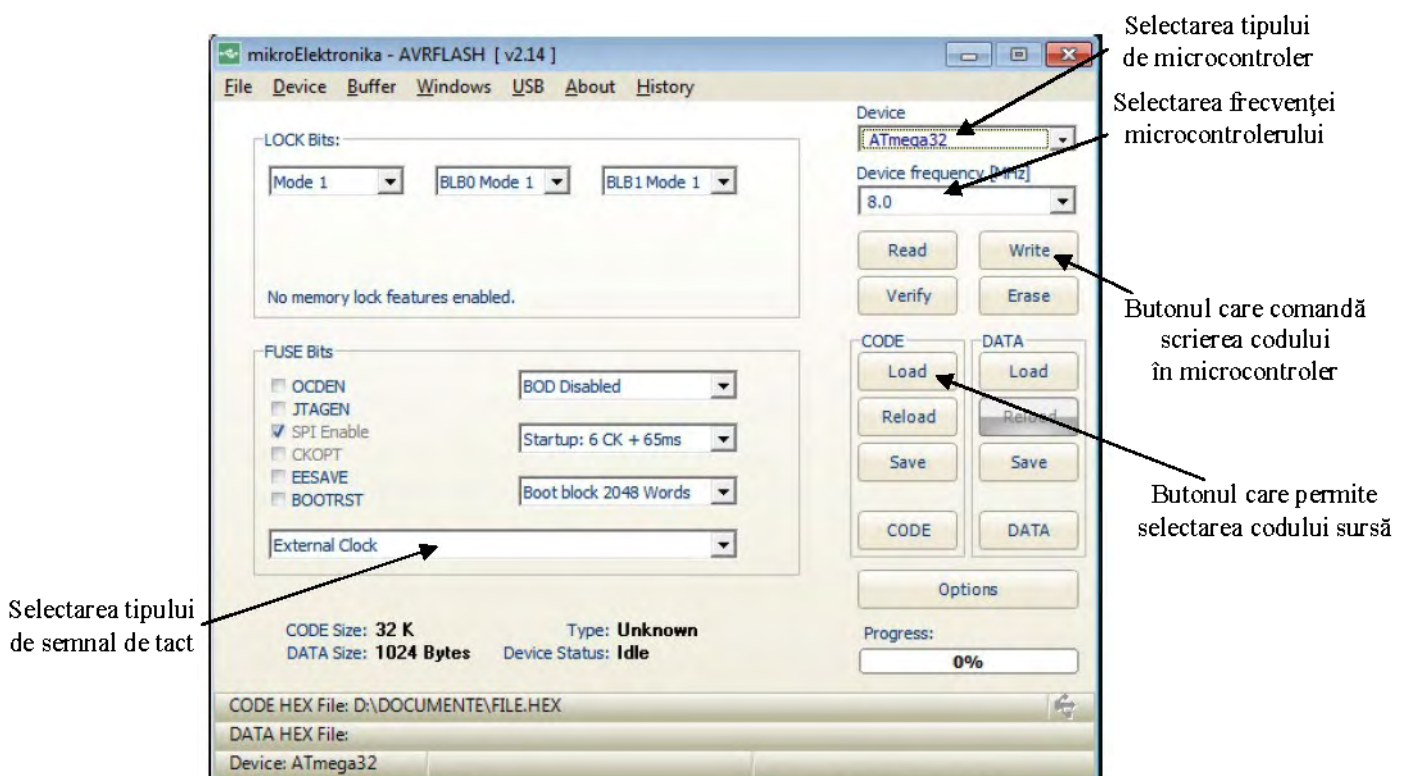 Selectarea tipului
de microcontroler
mikroElektronika - AVRFLASH [ v2.14 ]
File Device Buffer Windows USB About History
Selectarea frecvenţei
microcontrolerului
Device
ATmega32
Device frequency [MHz]
8.0
LOCK Bits:
Mode 1 BLB0 Mode 1 BLB1 Mode 1
No memory lock features enabled.
Read Write
Verify Erase
Butonul care comandă
scrierea codului
în microcontroler
FUSE Bits
OCDEN
JTAGEN
SPI Enable
CKOPT
EESAVE
BOOTRST
BOD Disabled
Startup: 6 CK + 65ms
Boot block 2048 Words
External Clock
CODE DATA
Load Load
Reload Reload
Save Save
CODE DATA
Butonul care permite
selectarea codului sursă
Options
Selectarea tipului
de semnal de tact
CODE Size: 32 K Type: Unknown
DATA Size: 1024 Bytes Device Status: Idle
Progress:
0%
CODE HEX File: D:\DOCUMENTE\FILE.HEX
DATA HEX File:
Device: ATmega32